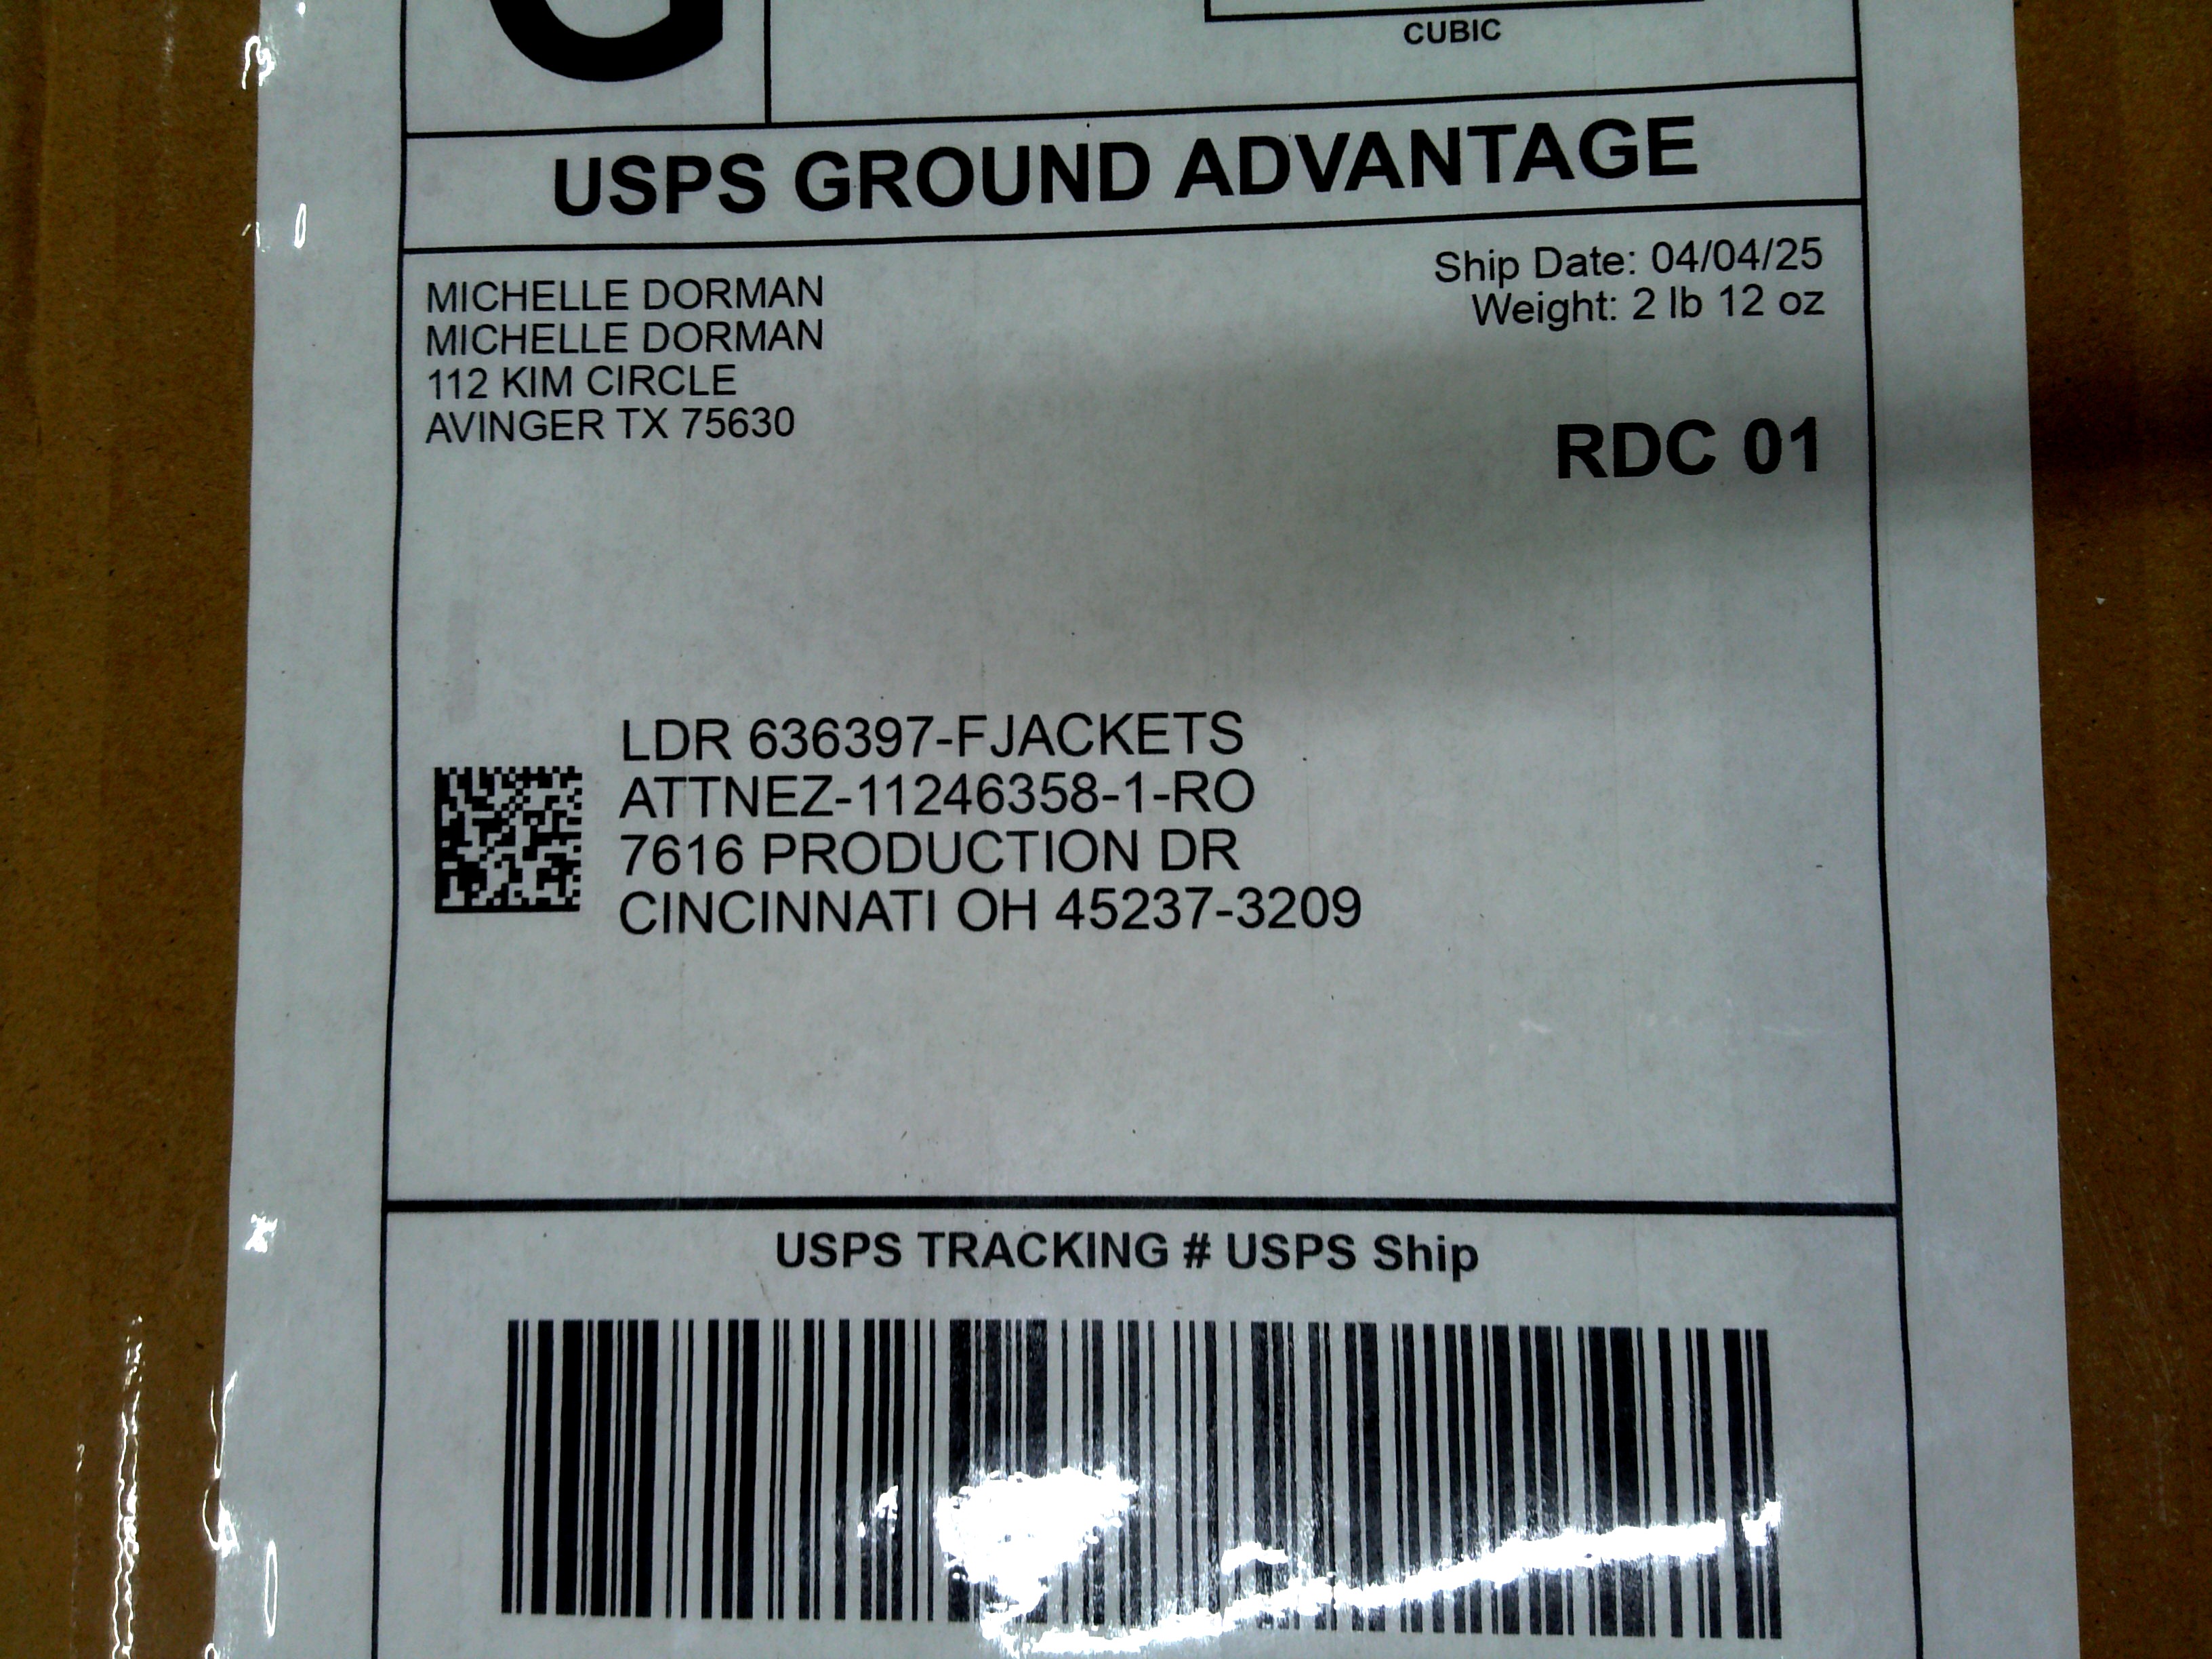 G
CUBIC
USPS GROUND ADVANTAGE
Ship Date: 04/04/25
Weight: 2 lb 12 oz
MICHELLE DORMAN
MICHELLE DORMAN
112 KIM CIRCLE
AVINGER TX 75630
RDC 01
LDR 636397-FJACKETS
ATTNEZ-11246358-1-RO
7616 PRODUCTION DR
CINCINNATI OH 45237-3209
USPS TRACKING # USPS Ship